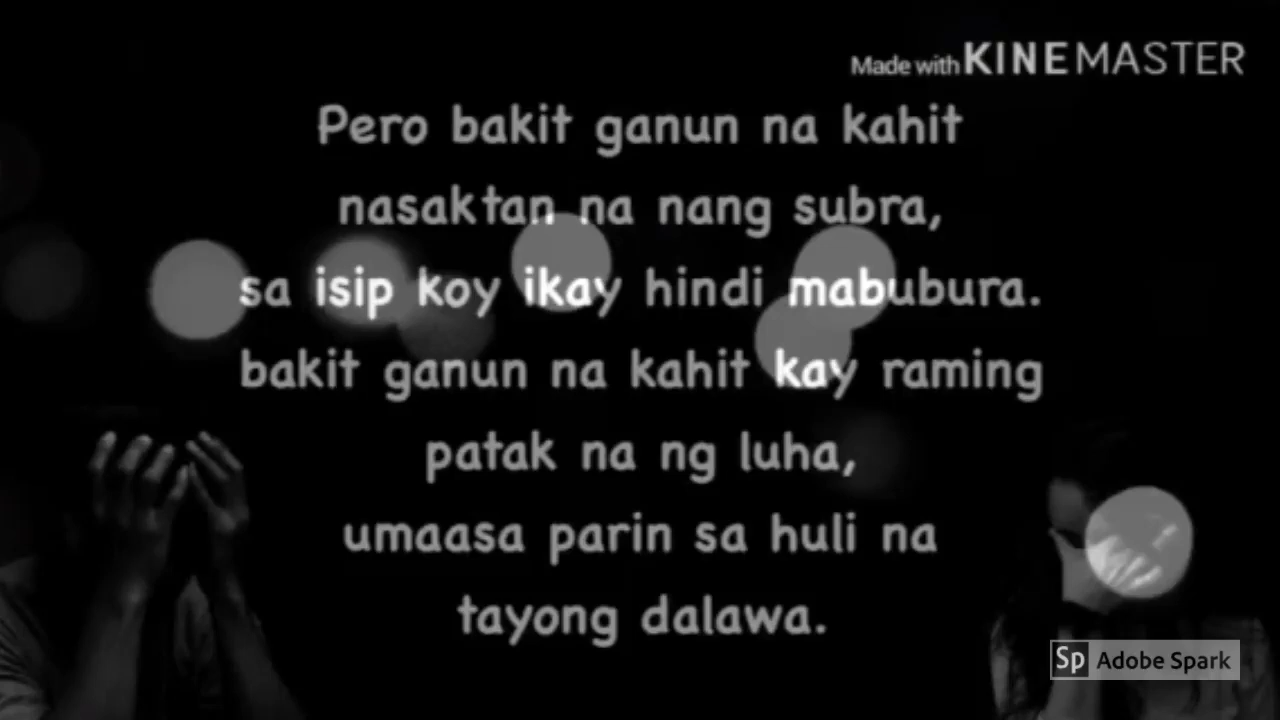 Made with KINEMASTER
Pero bakit ganun na kahit
nasaktan na nang subra,
sa isip koy ikay hindi mabubura.
bakit ganun na kahit kay raming
patak na ng luha,
umaasa parin sa huli na
tayong dalawa.
Sp Adobe Spark